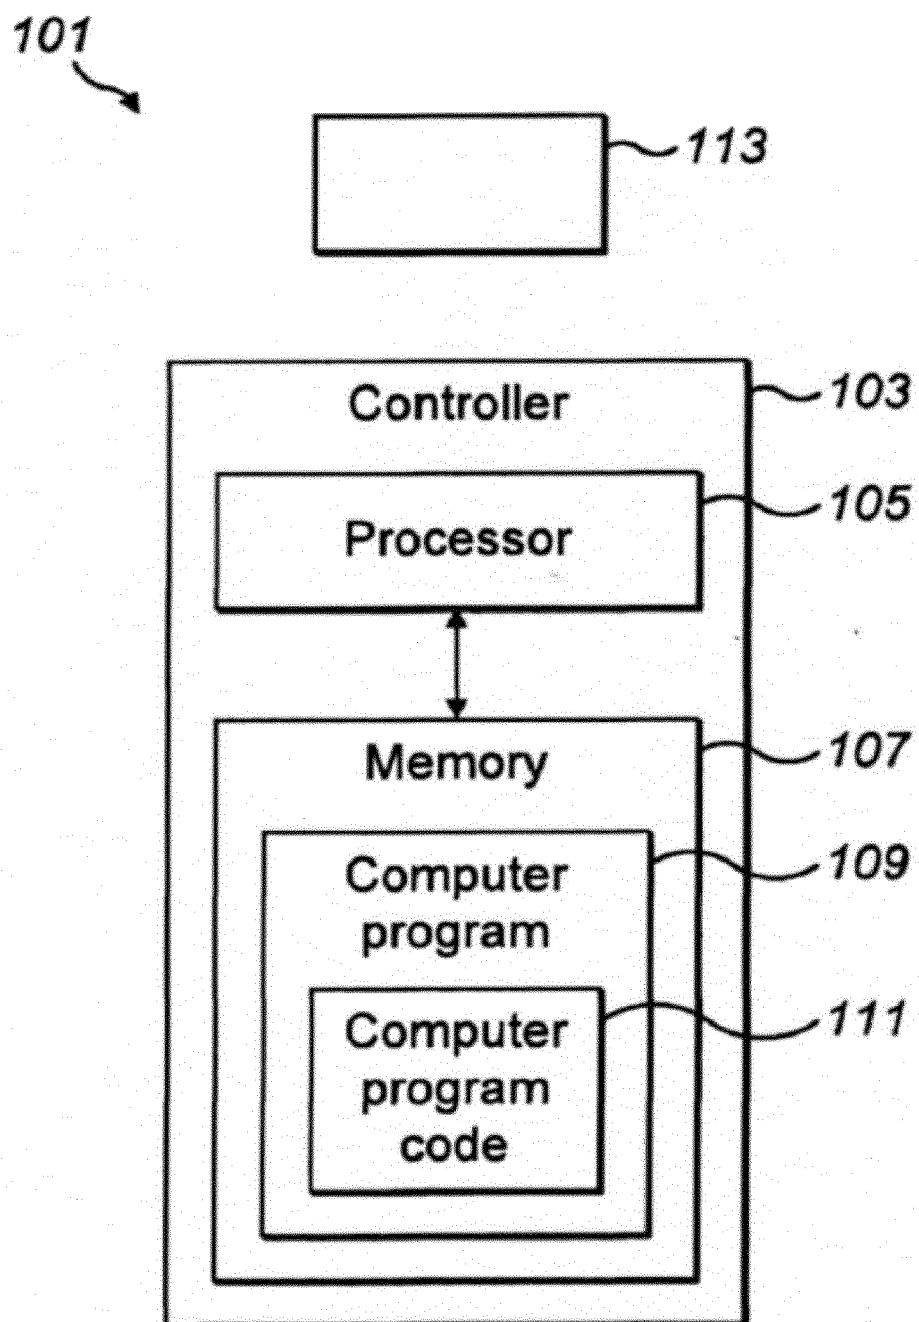 101
113
Controller
103
Processor
105
Memory
107
Computer
program
109
Computer
program
code
111